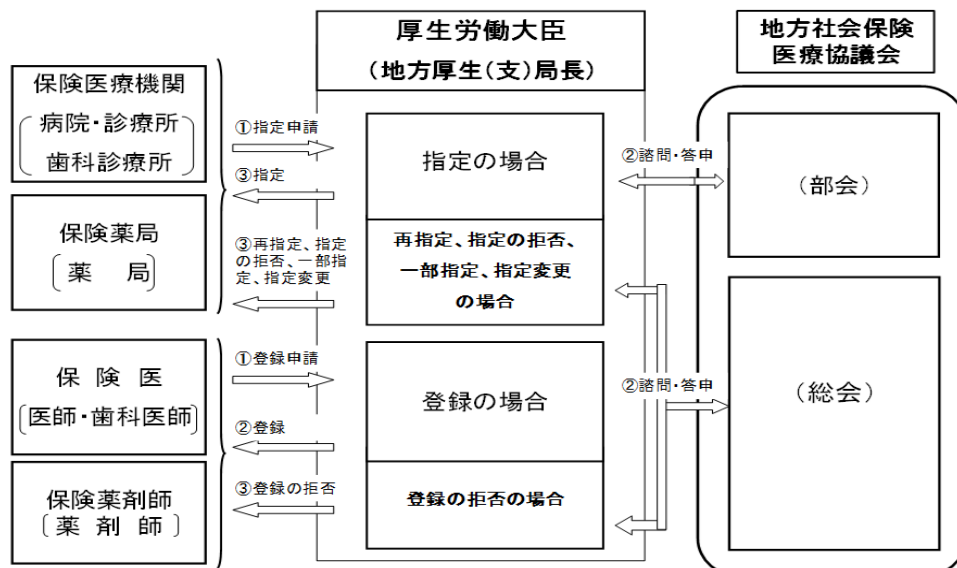 厚生労働大臣
（地方厚生（支）局長）
地方社会保険
医療協議会
保険医療機関
病院・診療所
歯科診療所
保険薬局
薬　局
①指定申請
③指定
③再指定、指定
の拒否、一部指
定、指定変更
指定の場合
再指定、指定の拒否、
一部指定、指定変更
の場合
②諮問・答申
（部会）
保 険 医
医師・歯科医師
保険薬剤師
薬 剤 師
①登録申請
②登録
③登録の拒否
登録の場合
登録の拒否の場合
②諮問・答申
（総会）